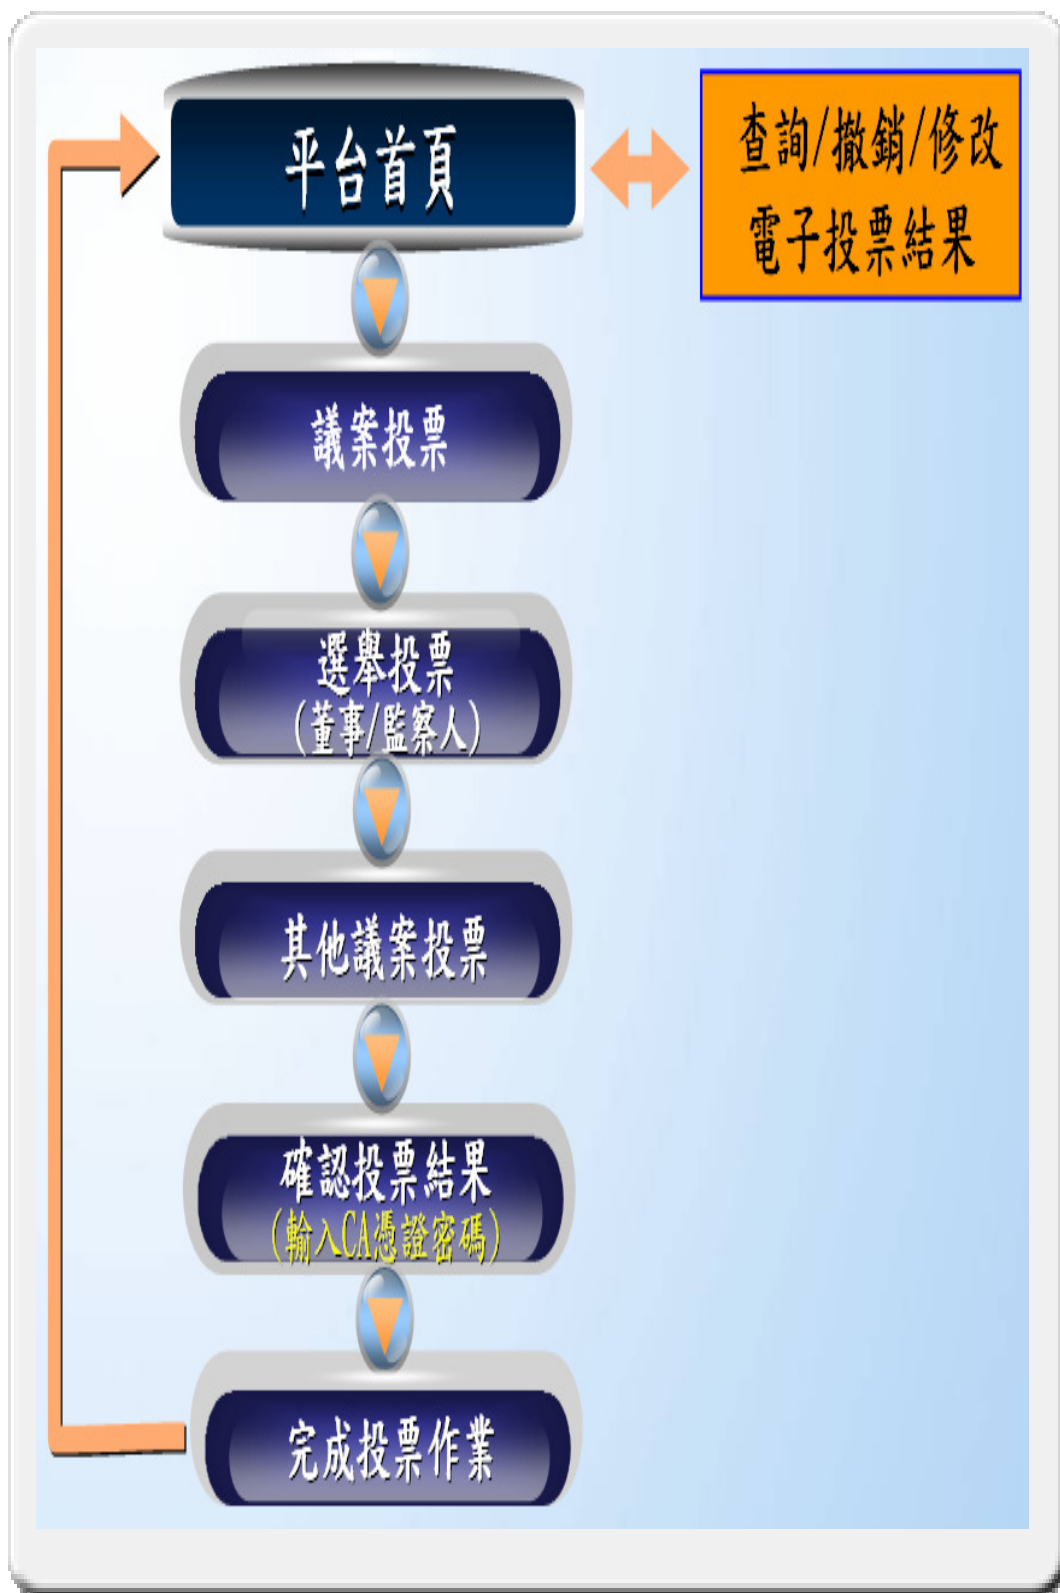 平台首頁
查詢/撤銷/修改
電子投票結果
議案投票
選舉投票
(董事/監察人)
其他議案投票
確認投票結果
(輸入CA憑證密碼)
完成投票作業